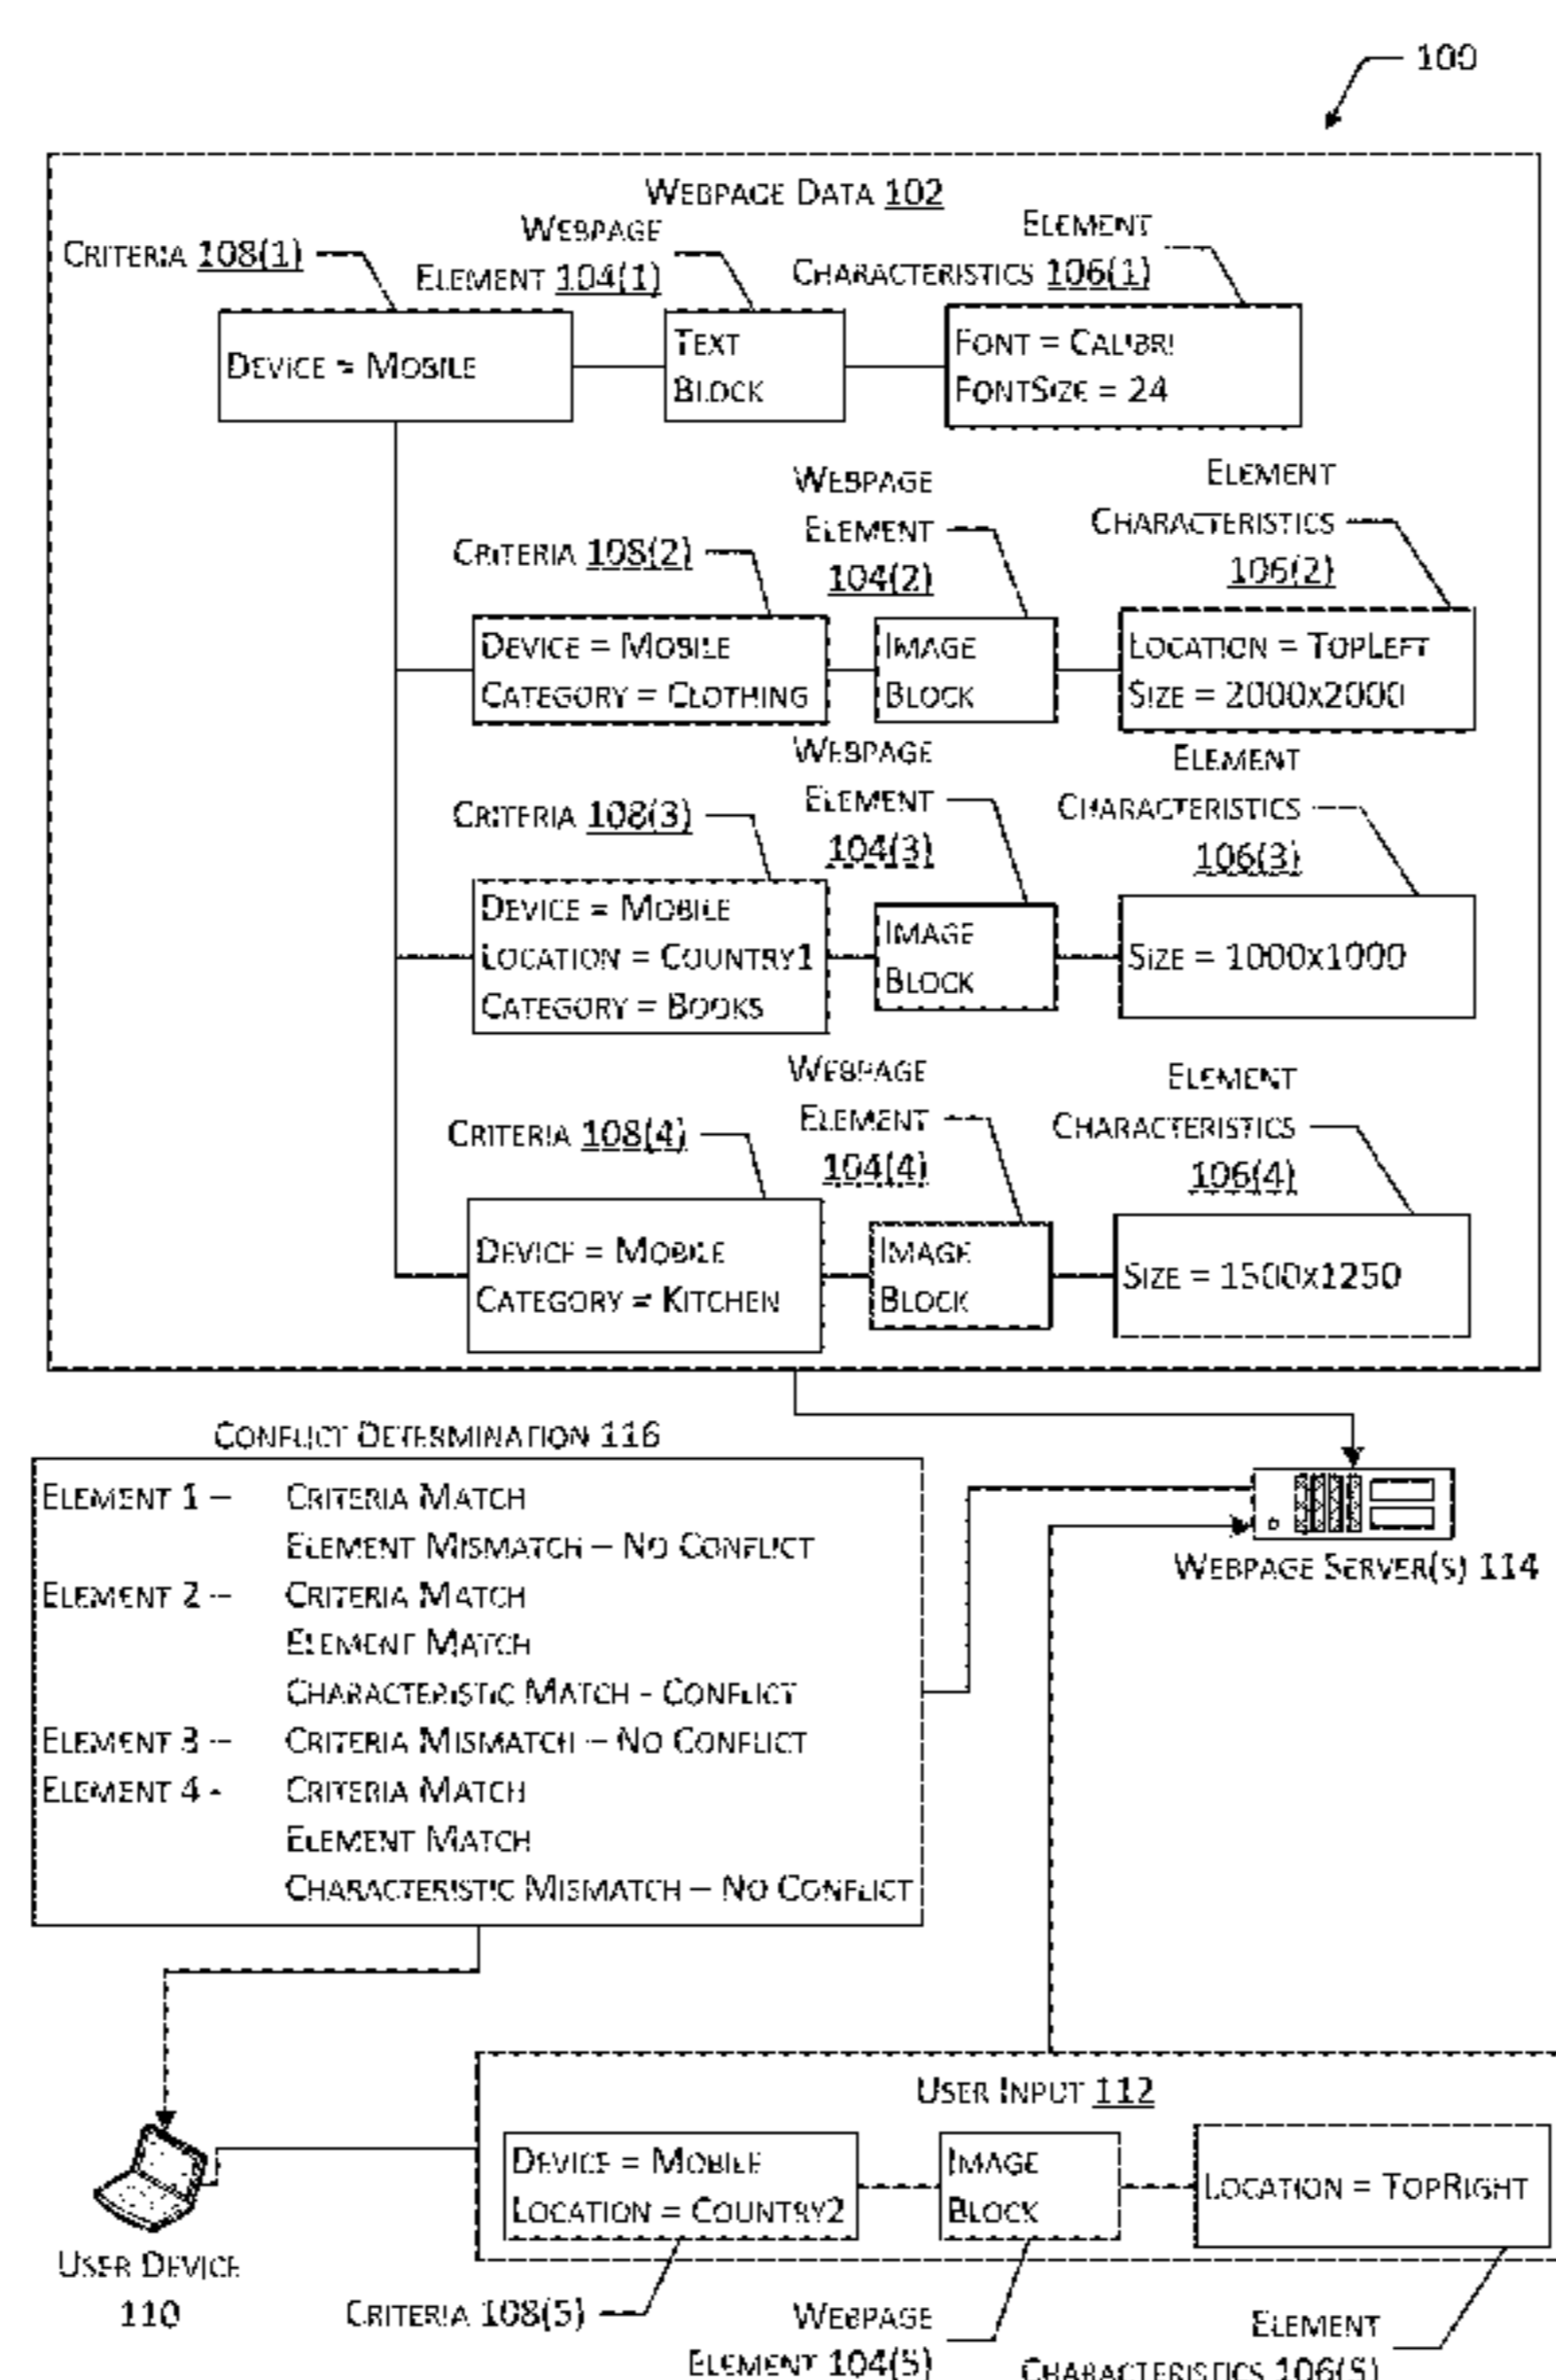 100
WEBPAGE DATA 102
CRITERIA 108(1)
WEBPAGE
ELEMENT 104(1)
ELEMENT
CHARACTERISTICS 106(1)
DEVICE = MOBILE
TEXT
BLOCK
FONT = CALIBRI
FONTSIZE = 24
CRITERIA 108(2)
WEBPAGE
ELEMENT
104(2)
ELEMENT
CHARACTERISTICS
106(2)
DEVICE = MOBILE
CATEGORY = CLOTHING
IMAGE
BLOCK
LOCATION = TOPLEFT
SIZE = 2000X2000
CRITERIA 108(3)
WEBPAGE
ELEMENT
104(3)
ELEMENT
CHARACTERISTICS
106(3)
DEVICE = MOBILE
LOCATION = COUNTRY1
CATEGORY = BOOKS
IMAGE
BLOCK
SIZE = 1000X1000
CRITERIA 108(4)
WEBPAGE
ELEMENT
104(4)
ELEMENT
CHARACTERISTICS
106(4)
DEVICE = MOBILE
CATEGORY = KITCHEN
IMAGE
BLOCK
SIZE = 1500X1250
CONFLICT DETERMINATION 116
ELEMENT 1 – CRITERIA MATCH
ELEMENT MISMATCH – NO CONFLICT
ELEMENT 2 – CRITERIA MATCH
ELEMENT MATCH
CHARACTERISTIC MATCH - CONFLICT
ELEMENT 3 – CRITERIA MISMATCH – NO CONFLICT
ELEMENT 4 - CRITERIA MATCH
ELEMENT MATCH
CHARACTERISTIC MISMATCH – NO CONFLICT
WEBPAGE SERVER(S) 114
USER INPUT 112
DEVICE = MOBILE
LOCATION = COUNTRY2
IMAGE
BLOCK
LOCATION = TOPRIGHT
USER DEVICE
110
CRITERIA 108(5)
WEBPAGE
ELEMENT 104(5)
ELEMENT
CHARACTERISTICS 106(5)